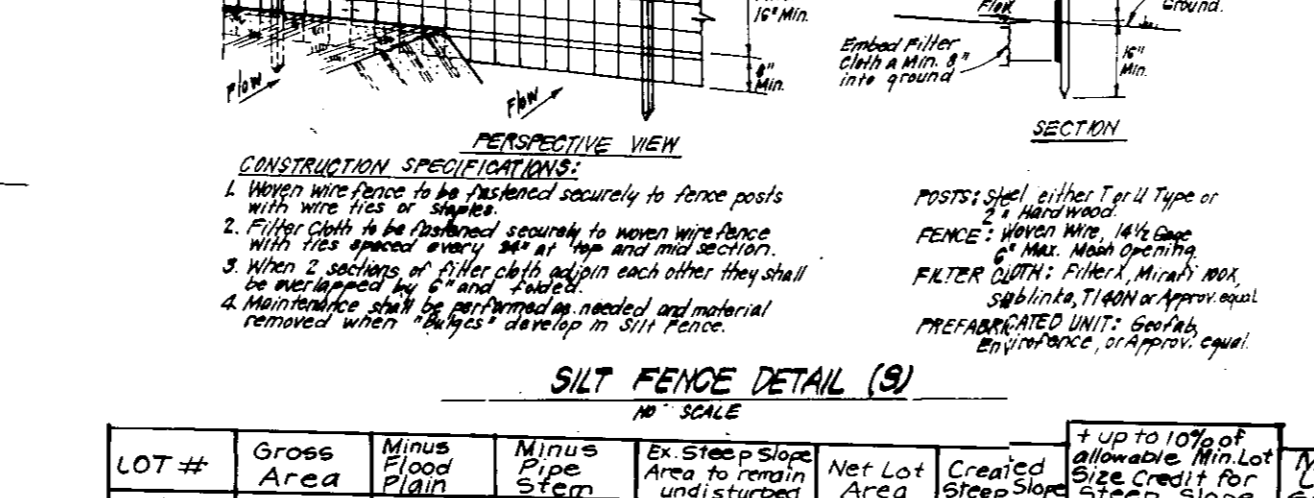 16" Min.
8"
Min.
Flow
Flow
PERSPECTIVE VIEW
Flow
Ground.
Embed Filter
Cloth a Min. 8"
into ground
16"
Min.
SECTION
CONSTRUCTION SPECIFICATIONS:
1. Woven wire fence to be fastened securely to fence posts
with wire ties or staples.
2. Filter Cloth to be fastened securely to woven wire fence
with ties spaced every 24" at top and mid section.
3. When 2 sections of filter cloth adjoin each other they shall
be overlapped by 6" and folded.
4. Maintenance shall be performed as needed and material
removed when "Bulges" develop in Silt Fence.
POSTS: Steel either T or U Type or
2" Hardwood.
FENCE: Woven Wire, 14½ Gage
6" Max. Mesh Opening
FILTER CLOTH: Filter X, Mirafi 100X,
Stablinka, T140N or Approv. equal
PREFABRICATED UNIT: Geofab,
Envirofence, or Approv. equal.
SILT FENCE DETAIL (S)
NO SCALE
LOT #
Gross
Area
Minus
Flood
Plain
Minus
Pipe
Stem
Ex. Steep Slope
Area to remain
undisturbed
Net Lot
Area
Created
Steep Slope
+ up to 10% of
allowable Min. Lot
Size Credit for
Steep Slope